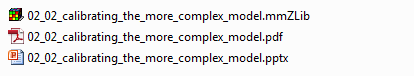 02_02_calibrating_the_more_complex_model.mmZLib
02_02_calibrating_the_more_complex_model.pdf
02_02_calibrating_the_more_complex_model.pptx